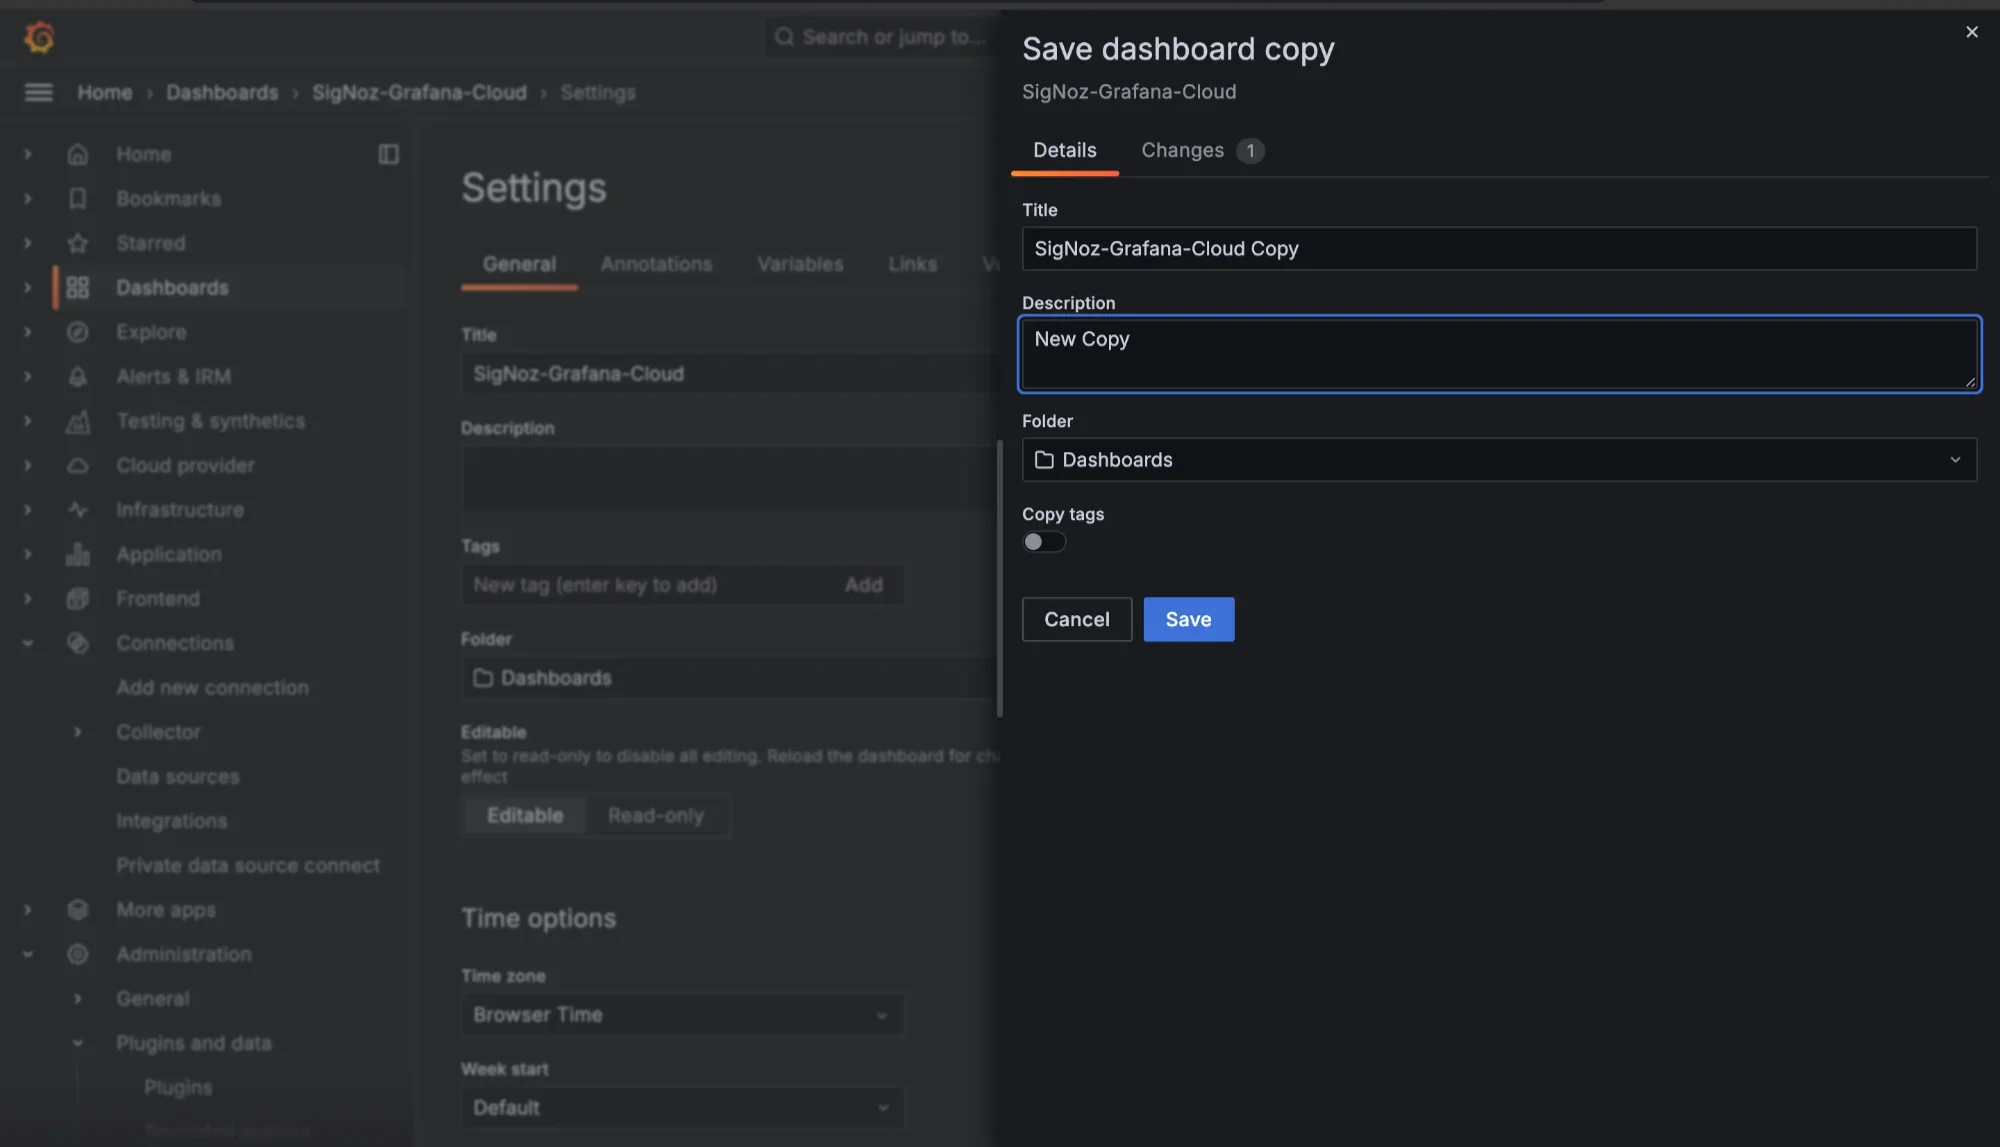 Search or jump to...
Home › Dashboards › SigNoz-Grafana-Cloud › Settings
Home
Bookmarks
Starred
Dashboards
Explore
Alerts & IRM
Testing & synthetics
Cloud provider
Infrastructure
Application
Frontend
Connections
Add new connection
Collector
Data sources
Integrations
Private data source connect
More apps
Administration
General
Plugins and data
Plugins
Settings
General Annotations Variables Links
Title
SigNoz-Grafana-Cloud
Description
Tags
New tag (enter key to add) Add
Folder
Dashboards
Editable
Set to read-only to disable all editing. Reload the dashboard for
effect
Editable Read-only
Time options
Time zone
Browser Time
Week start
Default
Save dashboard copy
SigNoz-Grafana-Cloud
Details Changes 1
Title
SigNoz-Grafana-Cloud Copy
Description
New Copy
Folder
Dashboards
Copy tags
Cancel Save